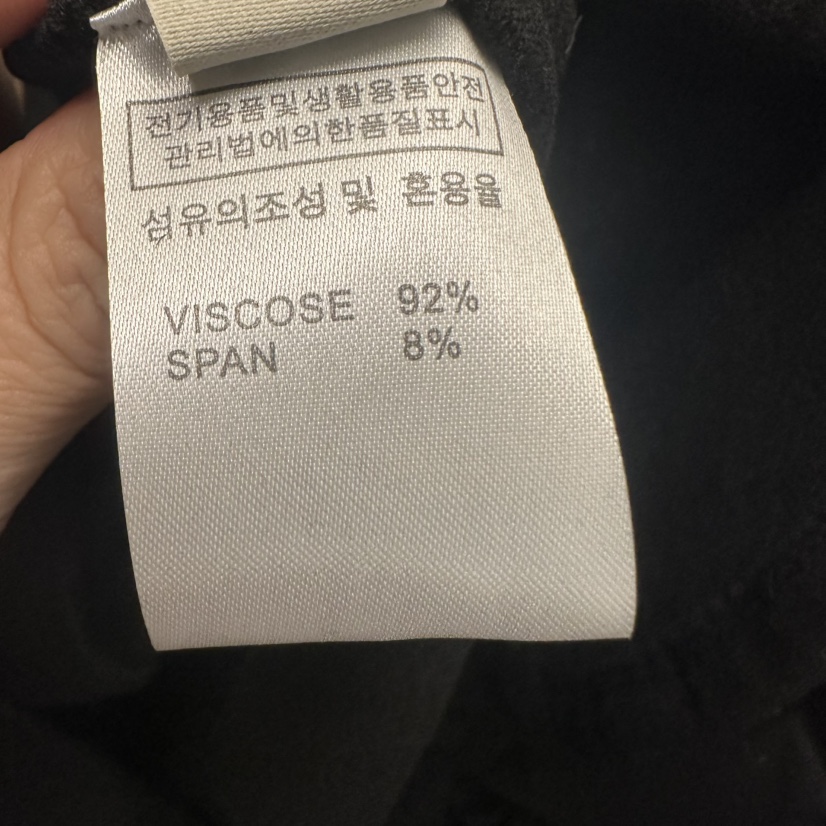 전기용품및생활용품안전
관리법에의한품질표시
섬유의조성 및 혼용율
VISCOSE 92%
SPAN 8%